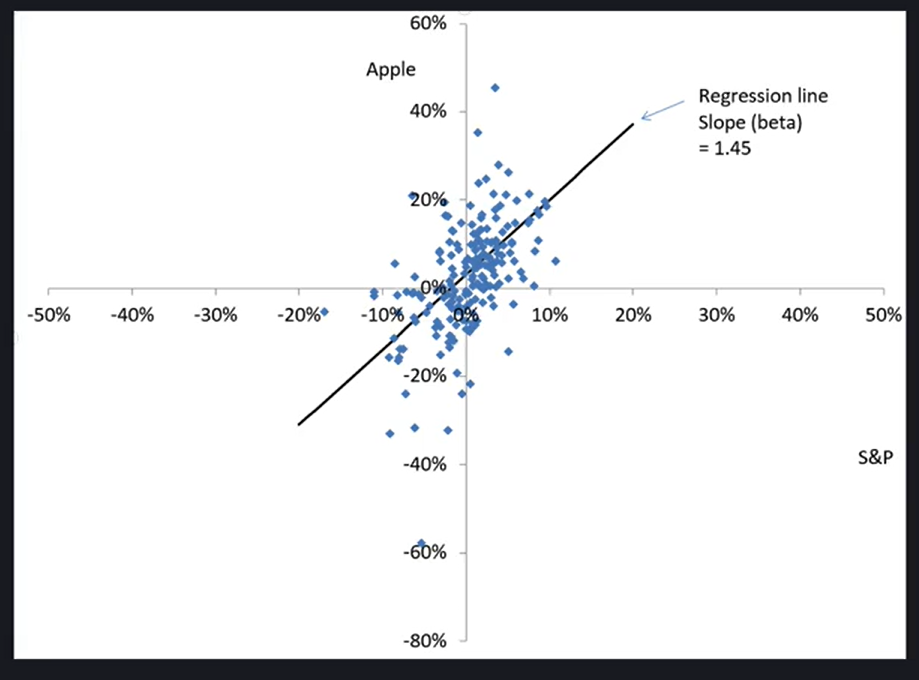 60%
Apple
Regression line
Slope (beta)
= 1.45
40%
20%
0%
-50% -40% -30% -20% -10% 0% 10% 20% 30% 40% 50%
-20%
S&P
-40%
-60%
-80%